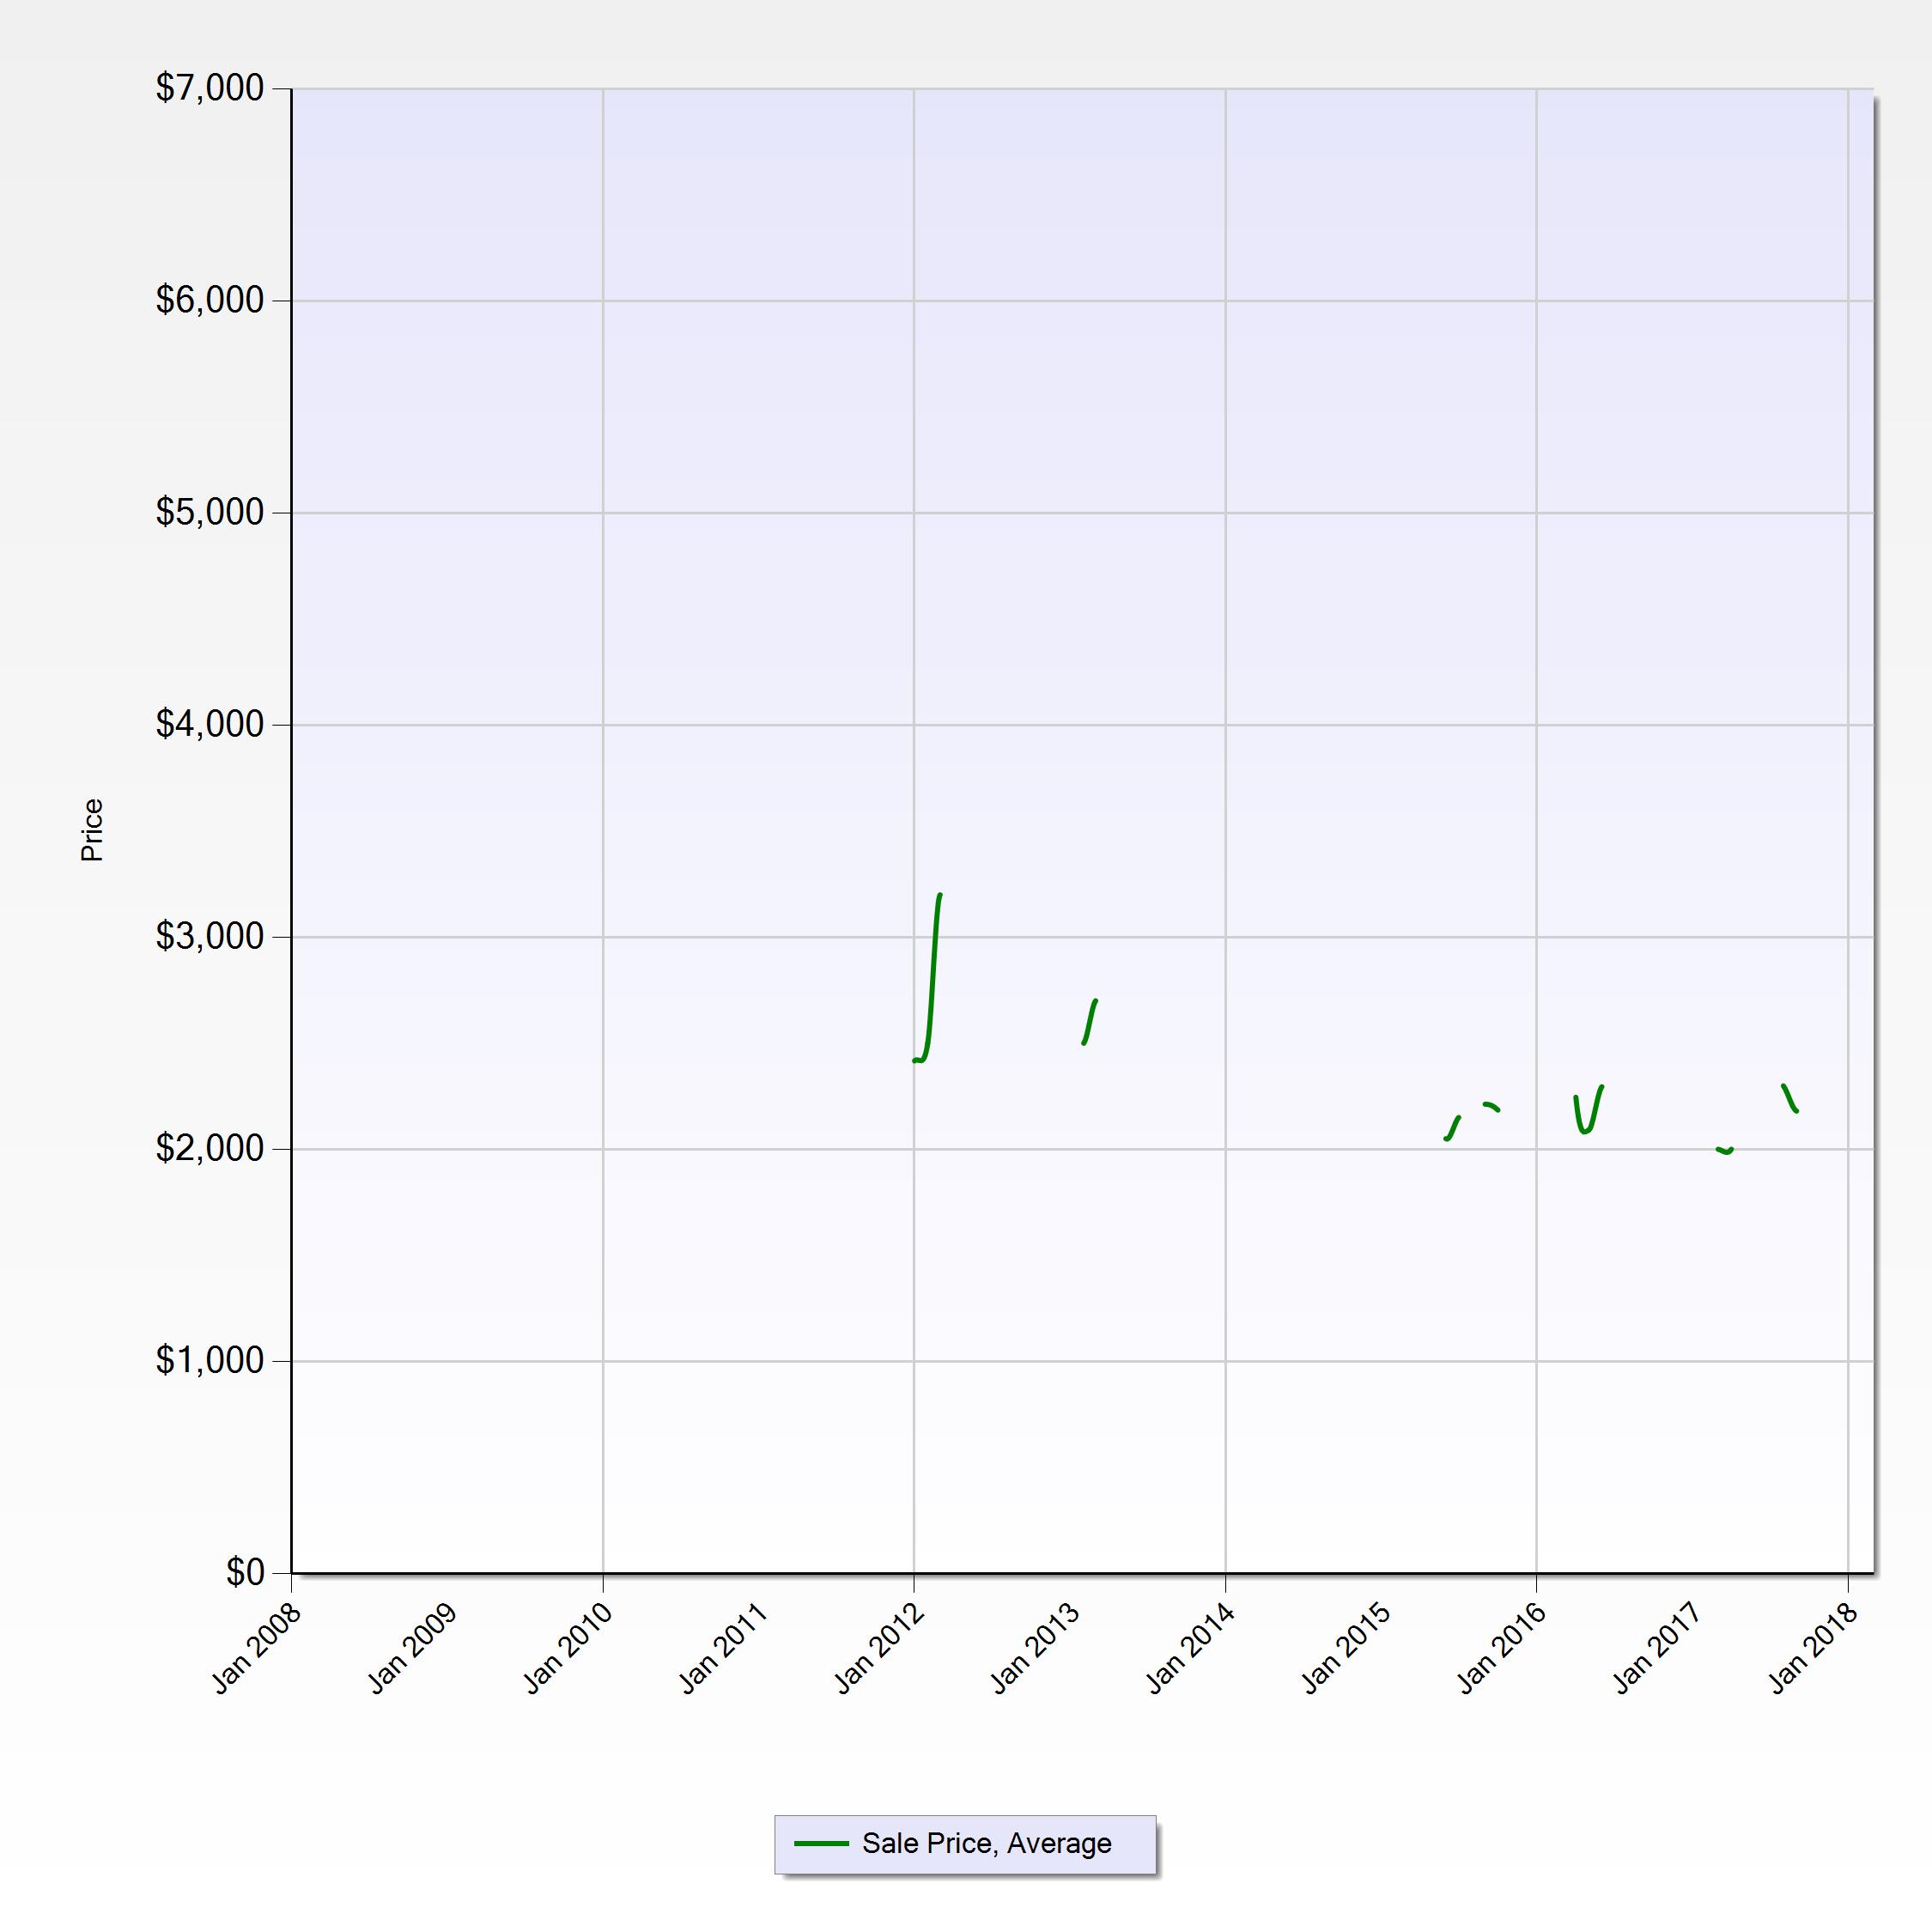 $7,000
$6,000
$5,000
$4,000
$3,000
$2,000
$1,000
$0
Price
Jan 2008
Jan 2009
Jan 2010
Jan 2011
Jan 2012
Jan 2013
Jan 2014
Jan 2015
Jan 2016
Jan 2017
Jan 2018
Sale Price, Average